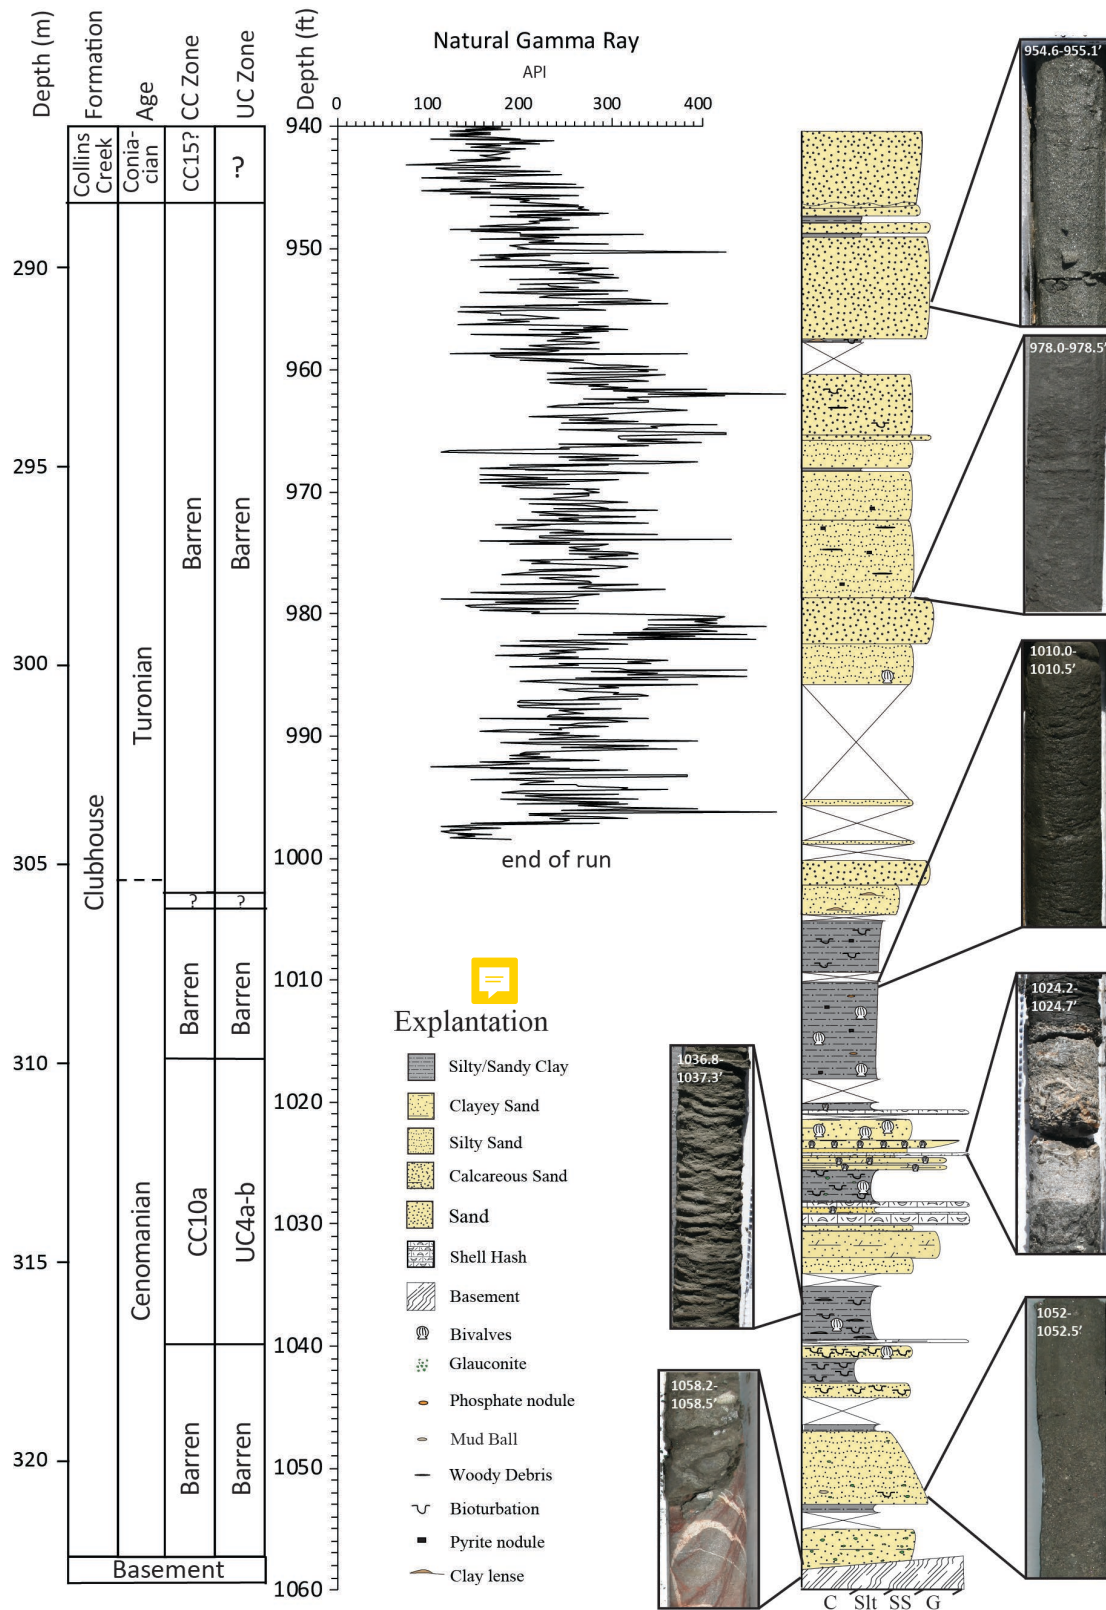 Depth (m)
Formation
Age
CC Zone
UC Zone
Depth (ft)
Natural Gamma Ray
API
0
100
200
300
400
940
950
960
970
980
990
1000
1010
1020
1030
1040
1050
1060
290
295
300
305
310
315
320
Collins
Creek
Conia-
cian
CC15?
?
Clubhouse
Turonian
Barren
Barren
?
?
Barren
Barren
Cenomanian
CC10a
UC4a-b
Barren
Barren
Basement
end of run
Explantation
Silty/Sandy Clay
Clayey Sand
Silty Sand
Calcareous Sand
Sand
Shell Hash
Basement
Bivalves
Glauconite
Phosphate nodule
Mud Ball
Woody Debris
Bioturbation
Pyrite nodule
Clay lense
954.6-955.1'
978.0-978.5'
1010.0-
1010.5'
1024.2-
1024.7'
1036.8-
1037.3'
1052-
1052.5'
1058.2-
1058.5'
C Slt SS G